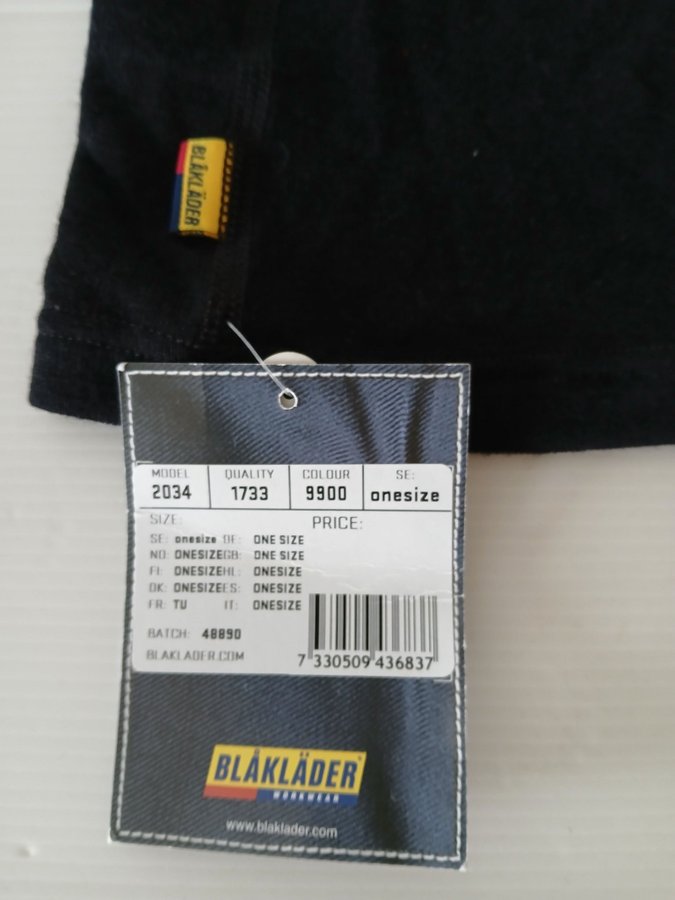 BLÅKLÄDER
MODEL QUALITY COLOUR SE:
2034 1733 9900 onesize
SIZE: PRICE:
SE: onesize DE: ONE SIZE
NO: ONESIZE GB: ONE SIZE
FI: ONESIZE NL: ONESIZE
DK: ONESIZE ES: ONESIZE
FR: TU IT: ONESIZE
BATCH: 48890
BLAKLADER.COM
7 330509 436837
BLÅKLÄDER
WORKWEAR
www.blaklader.com